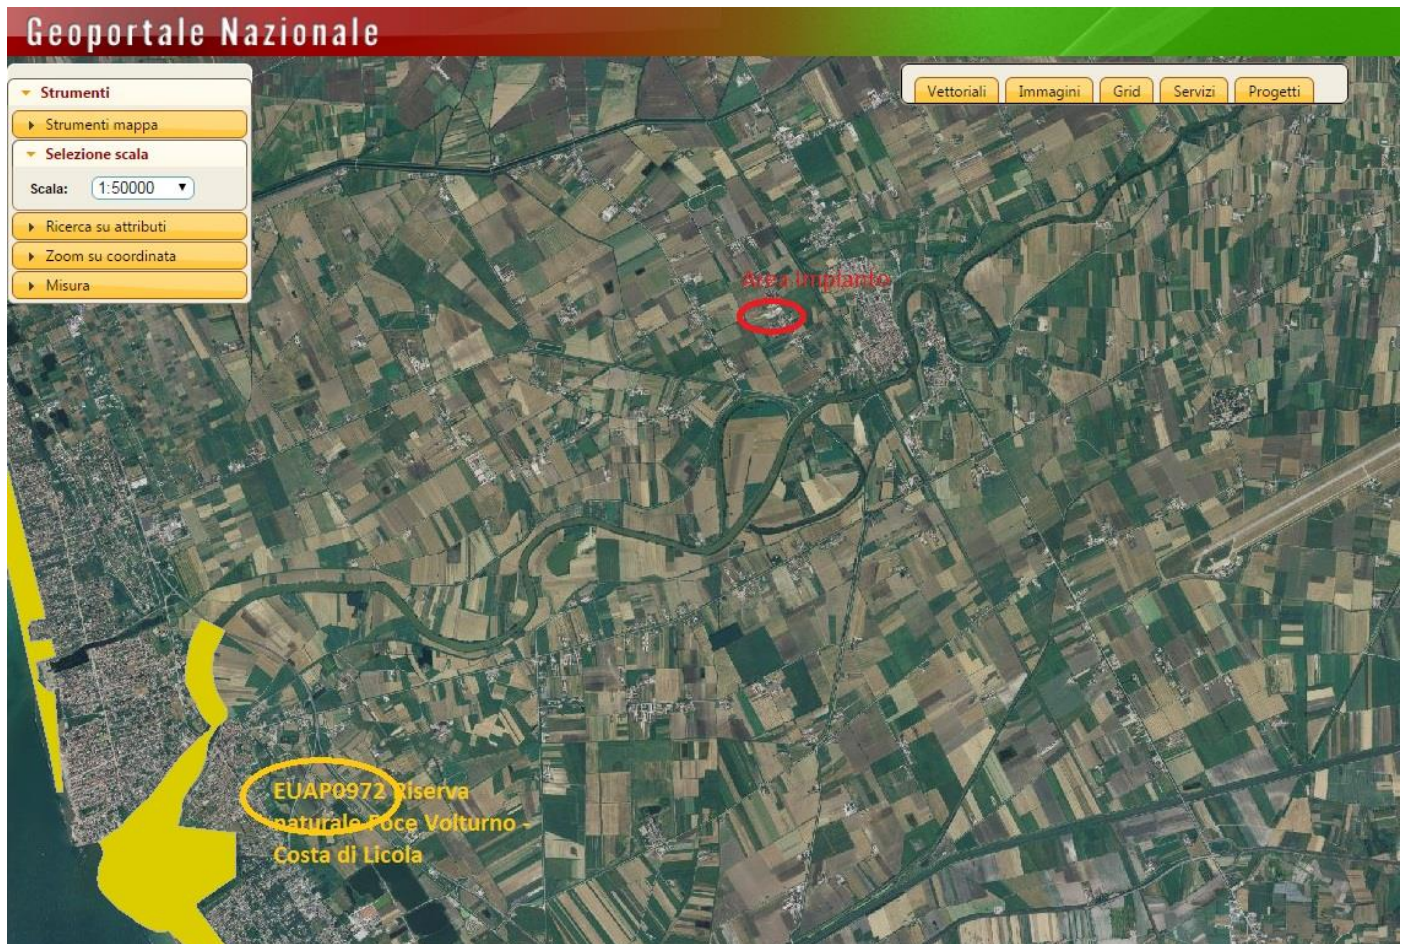 Geoportale Nazionale
Strumenti
Strumenti mappa
Selezione scala
Scala: 1:50000
Ricerca su attributi
Zoom su coordinata
Misura
Vettoriali Immagini Grid Servizi Progetti
Area Impianto
EUAP0972 Riserva
naturale Foce Volturno -
Costa di Licola